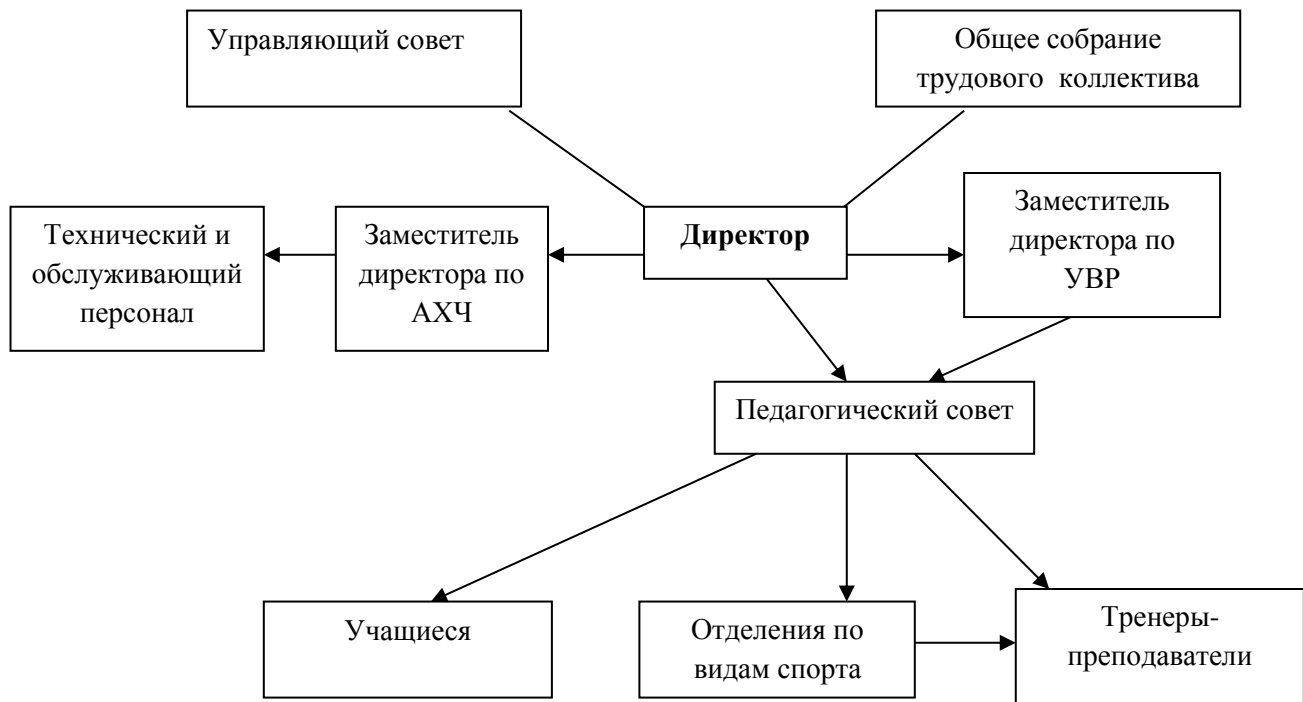 Управляющий совет
Общее собрание
трудового коллектива
Технический и
обслуживающий
персонал
Заместитель
директора по
АХЧ
Директор
Заместитель
директора по
УВР
Педагогический совет
Учащиеся
Отделения по
видам спорта
Тренеры-
преподаватели